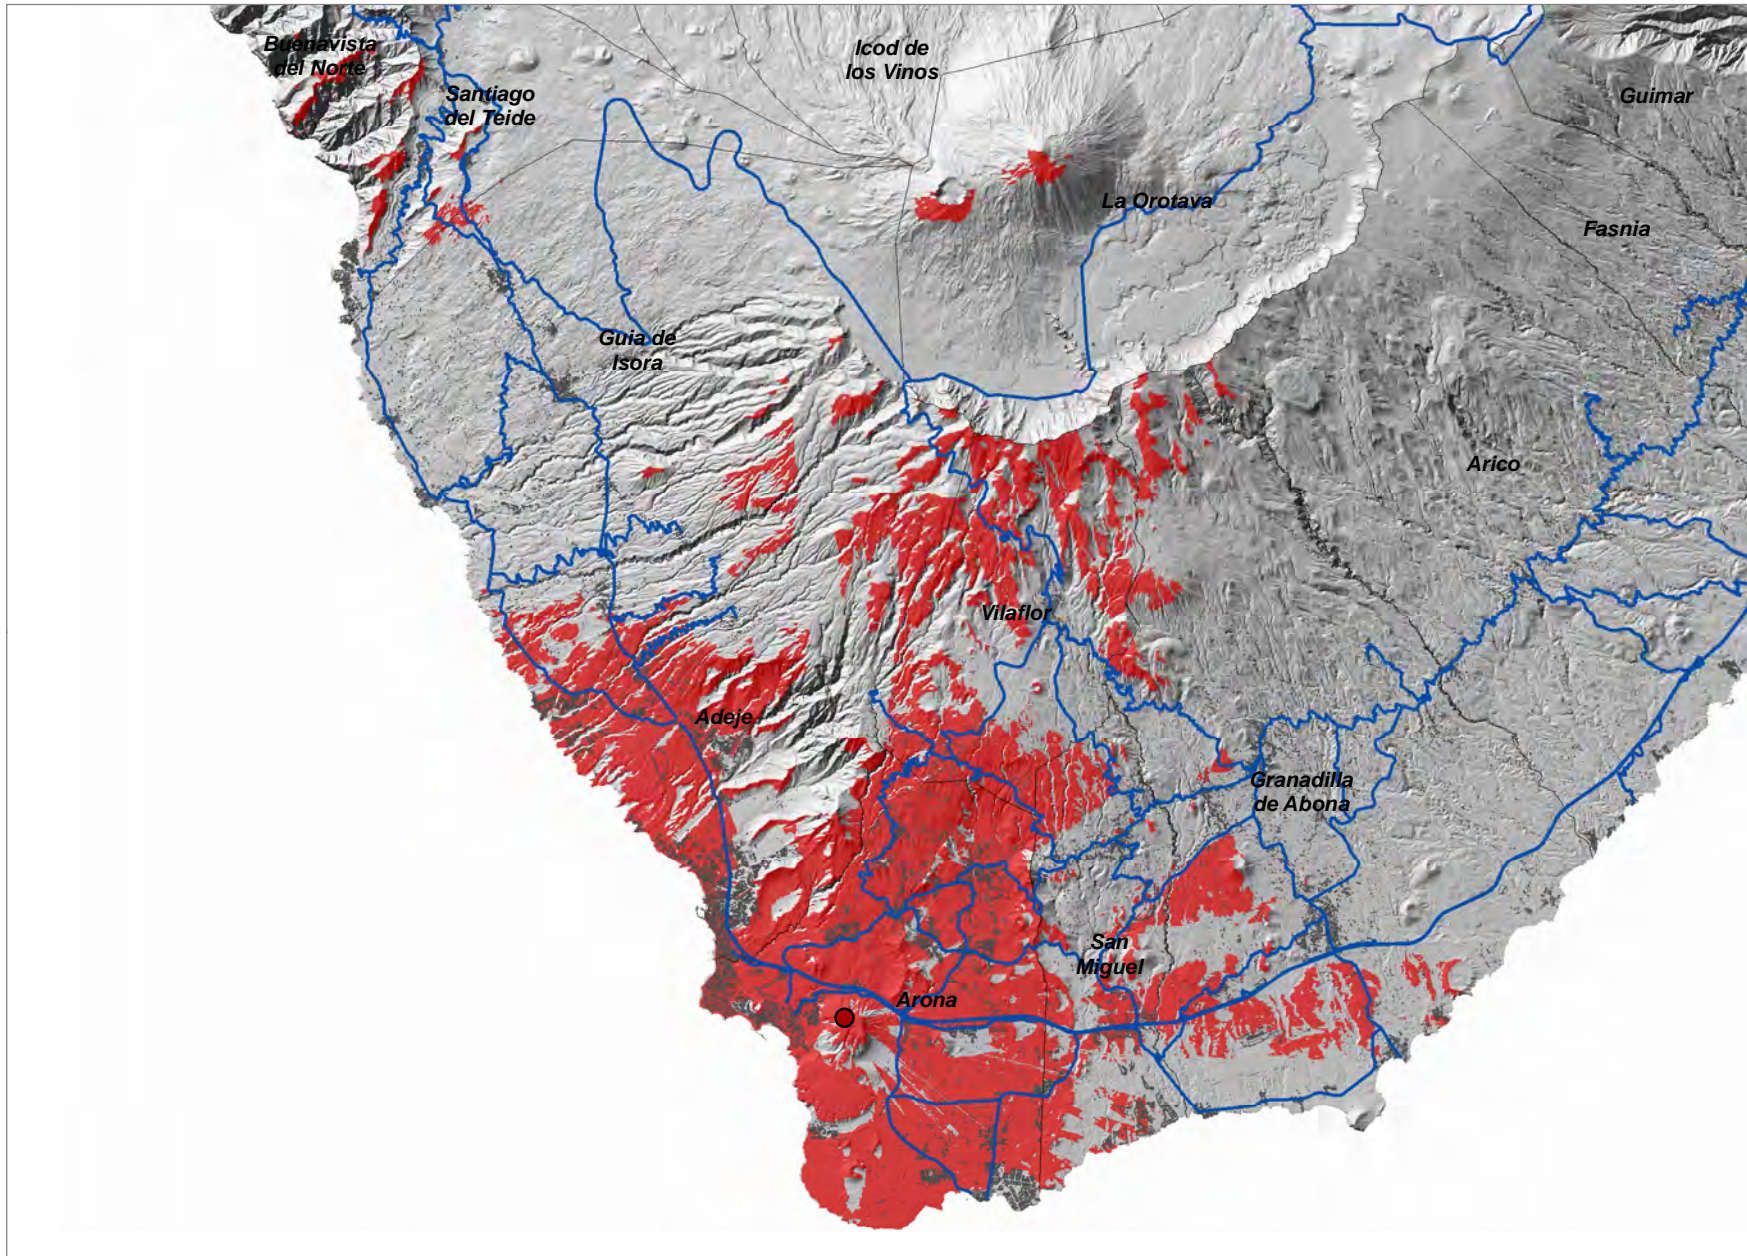 Buenavista
del Norte
Icod de
los Vinos
Santiago
del Teide
Guimar
La Orotava
Fasnia
Guia de
Isora
Arico
Vilaflor
Adeje
Granadilla
de Abona
San
Miguel
Arona